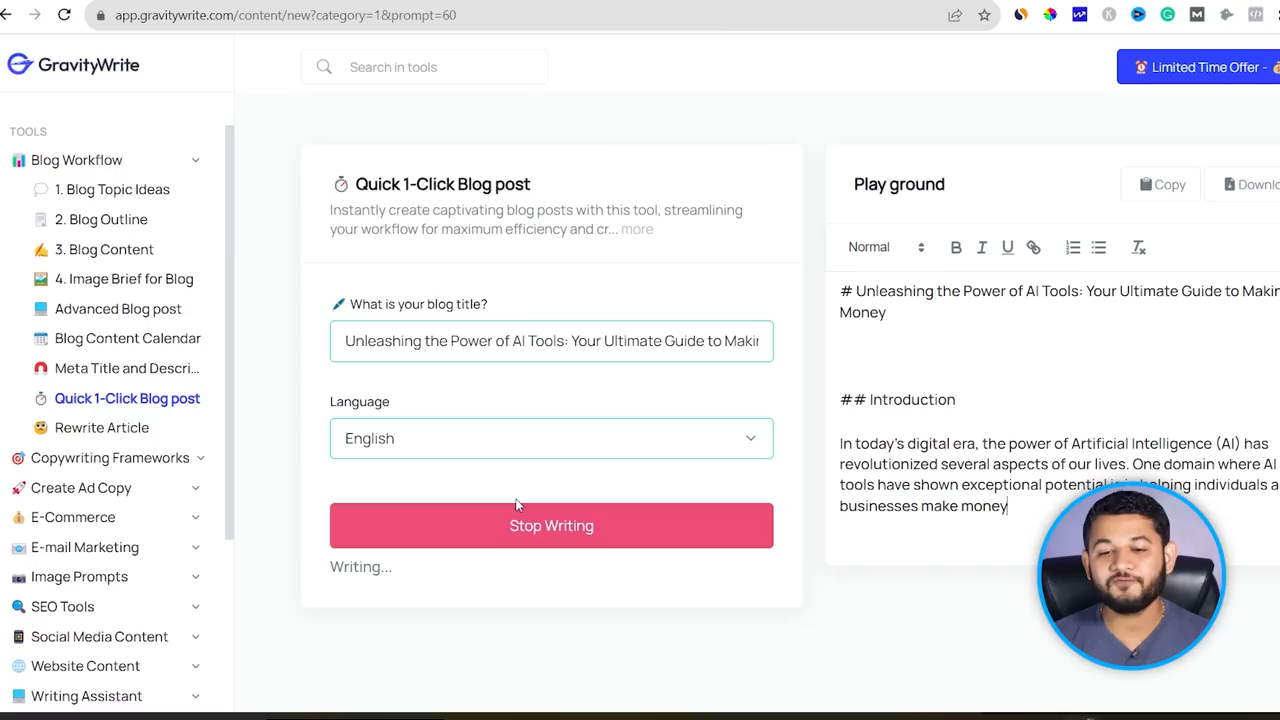 app.gravitywrite.com/content/new?category=1&prompt=60
GravityWrite
Search in tools
Limited Time Offer -
TOOLS
Blog Workflow
1. Blog Topic Ideas
2. Blog Outline
3. Blog Content
4. Image Brief for Blog
Advanced Blog post
Blog Content Calendar
Meta Title and Descri...
Quick 1-Click Blog post
Rewrite Article
Copywriting Frameworks
Create Ad Copy
E-Commerce
E-mail Marketing
Image Prompts
SEO Tools
Social Media Content
Website Content
Writing Assistant
Quick 1-Click Blog post
Instantly create captivating blog posts with this tool, streamlining
your workflow for maximum efficiency and cr... more
What is your blog title?
Unleashing the Power of AI Tools: Your Ultimate Guide to Makin
Language
English
Stop Writing
Writing...
Play ground
Copy
Downlo
Normal
B I U
# Unleashing the Power of AI Tools: Your Ultimate Guide to Makin
Money
## Introduction
In today's digital era, the power of Artificial Intelligence (AI) has
revolutionized several aspects of our lives. One domain where AI
tools have shown exceptional potential is in helping individuals a
businesses make money